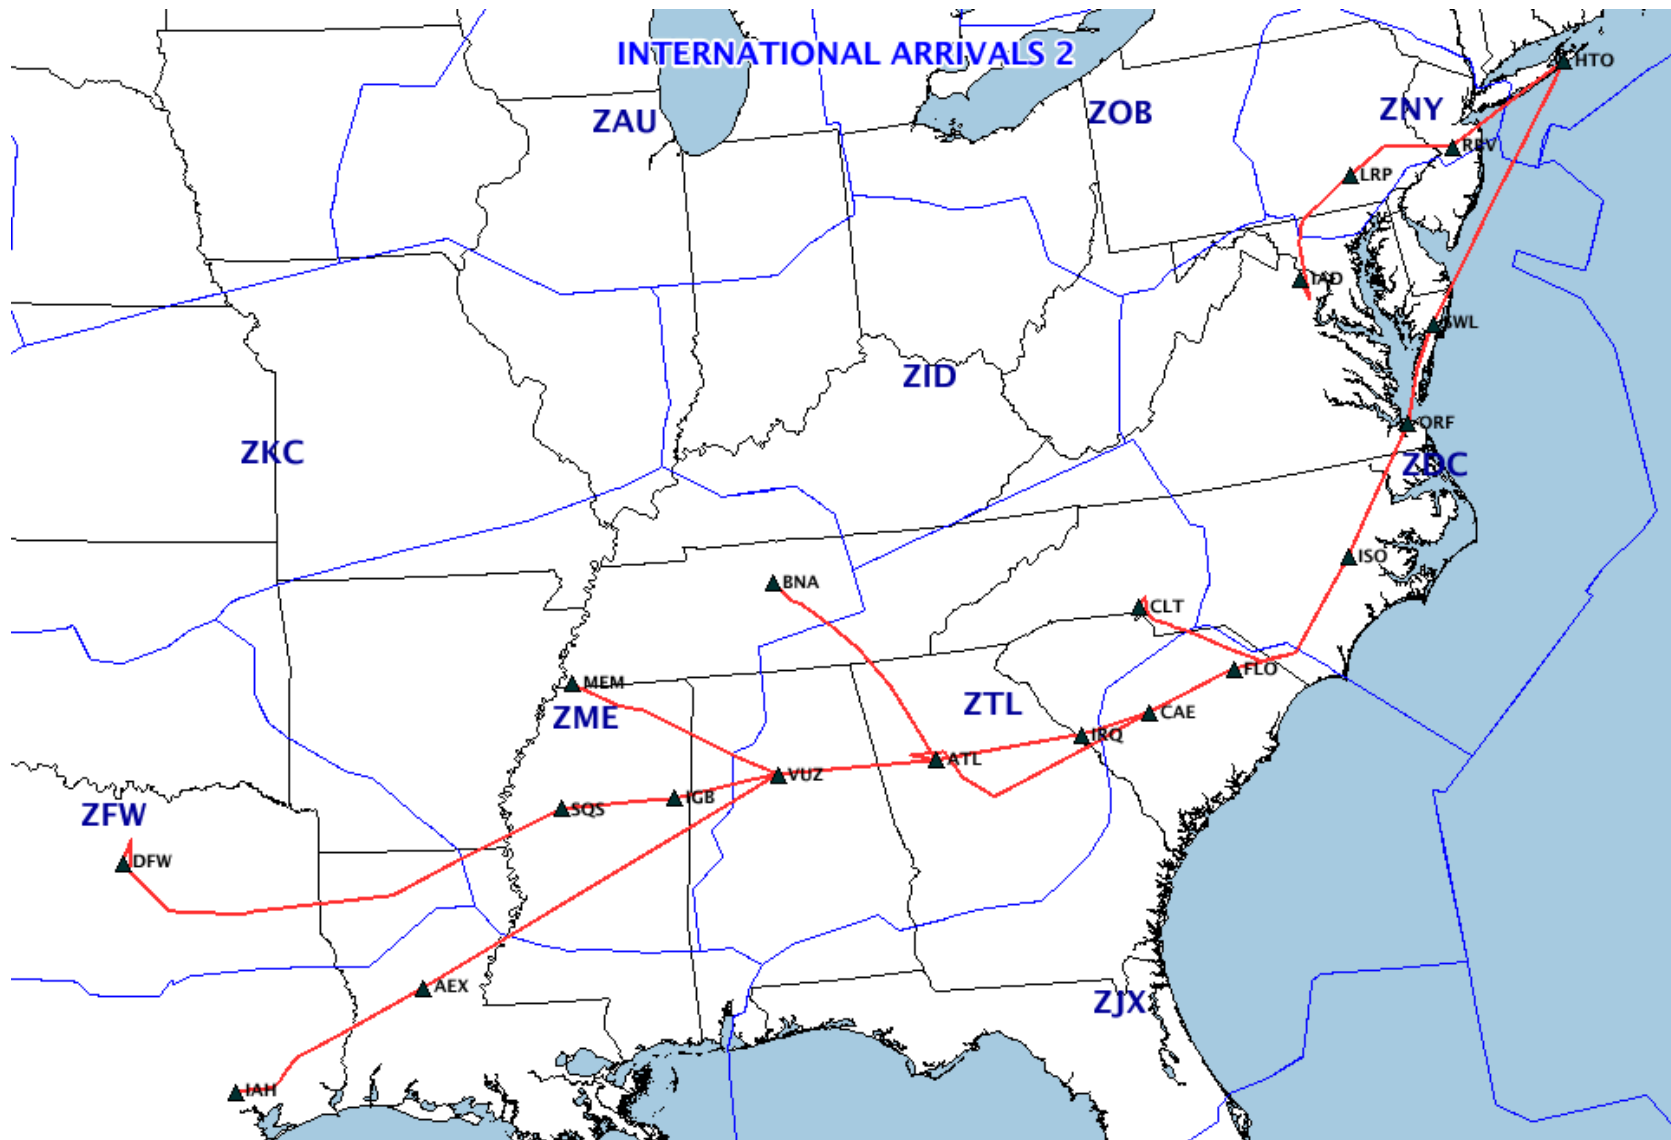 INTERNATIONAL ARRIVALS 2
HTO
ZAU
ZOB
ZNY
RBV
LRP
IAD
SWL
ZID
ORF
ZKC
ZDC
ISO
BNA
CLT
FLO
MEM
ZME
ZTL
CAE
IRQ
ATL
VUZ
IGB
SQS
ZFW
DFW
AEX
ZJX
IAH